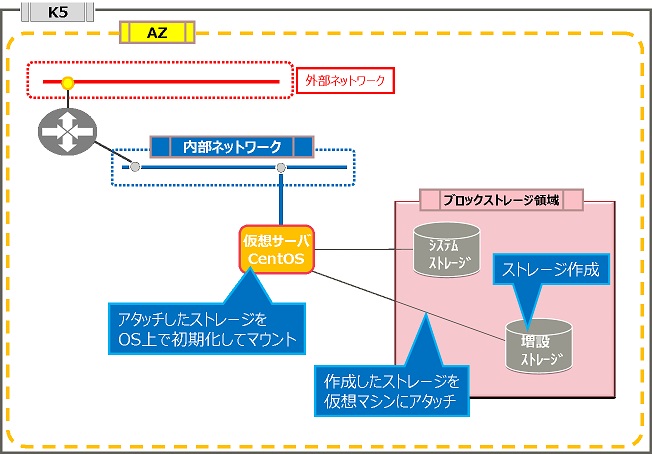 K5
AZ
外部ネットワーク
内部ネットワーク
ブロックストレージ領域
仮想サーバ
CentOS
ｼｽﾃﾑ
ｽﾄﾚｰｼﾞ
ストレージ作成
アタッチしたストレージを
OS上で初期化してマウント
増設
ｽﾄﾚｰｼﾞ
作成したストレージを
仮想マシンにアタッチ